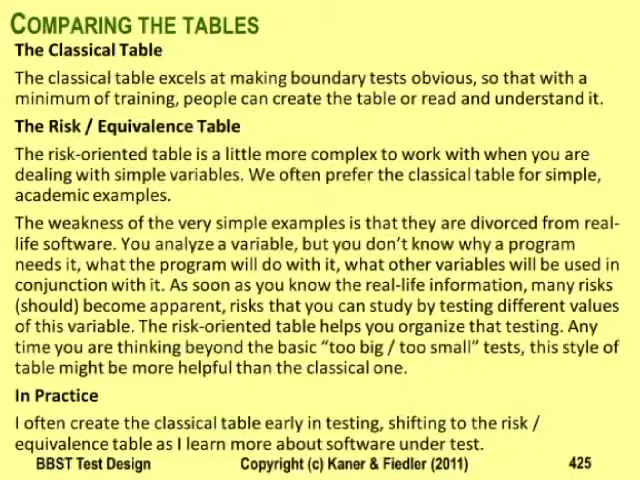 COMPARING THE TABLES
The Classical Table
The classical table excels at making boundary tests obvious, so that with a
minimum of training, people can create the table or read and understand it.
The Risk / Equivalence Table
The risk-oriented table is a little more complex to work with when you are
dealing with simple variables. We often prefer the classical table for simple,
academic examples.
The weakness of the very simple examples is that they are divorced from real-
life software. You analyze a variable, but you don’t know why a program
needs it, what the program will do with it, what other variables will be used in
conjunction with it. As soon as you know the real-life information, many risks
(should) become apparent, risks that you can study by testing different values
of this variable. The risk-oriented table helps you organize that testing. Any
time you are thinking beyond the basic “too big / too small” tests, this style of
table might be more helpful than the classical one.
In Practice
I often create the classical table early in testing, shifting to the risk /
equivalence table as I learn more about software under test.
BBST Test Design Copyright (c) Kaner & Fiedler (2011) 425